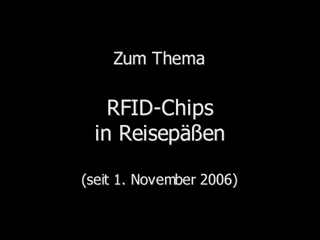 Zum Thema
RFID-Chips
in Reisepäßen
(seit 1. November 2006)